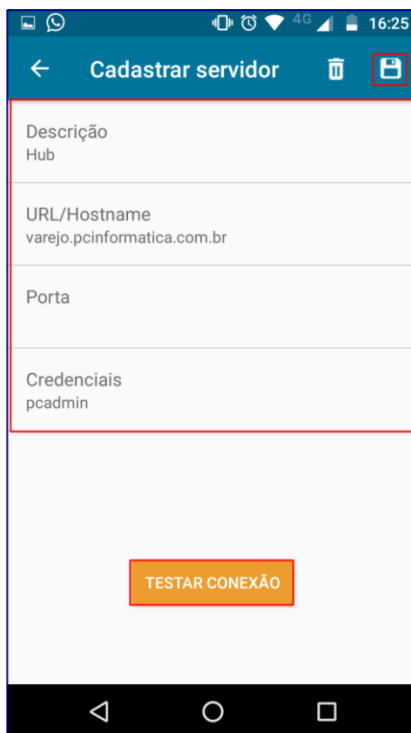 4G 16:25
Cadastrar servidor
Descrição
Hub
URL/Hostname
varejo.pcinformatica.com.br
Porta
Credenciais
pcadmin
TESTAR CONEXÃO